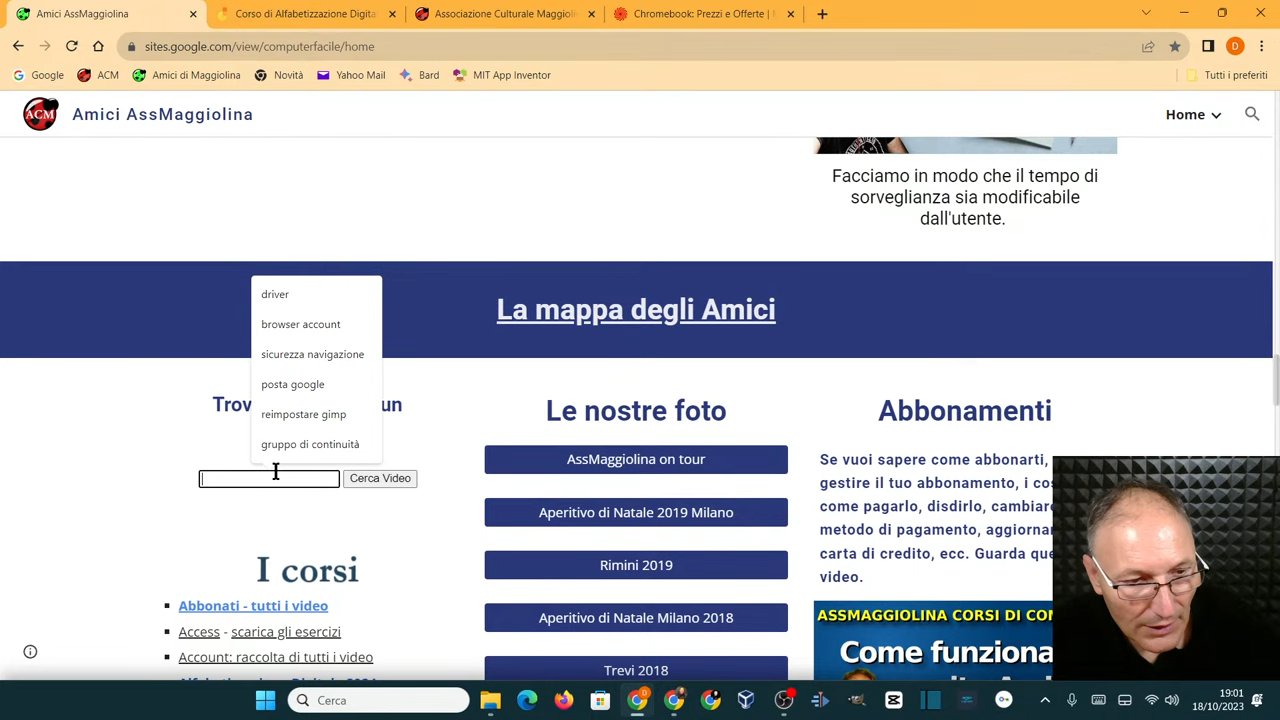 Amici di Maggiolina
Corso di Alfabetizzazione Digita
Associazione Culturale Maggioli
Chromebook: Prezzi e Offerte | M
sites.google.com/view/computerfacile/home
D
Google
ACM
Amici di Maggiolina
Novità
Yahoo Mail
Bard
MIT App Inventor
Tutti i preferiti
ACM
Amici AssMaggiolina
Home
Facciamo in modo che il tempo di
sorveglianza sia modificabile
dall'utente.
La mappa degli Amici
driver
browser account
sicurezza navigazione
posta google
reimpostare gimp
gruppo di continuità
Trov
un
Cerca Video
I corsi
Abbonati - tutti i video
Access - scarica gli esercizi
Account: raccolta di tutti i video
Le nostre foto
AssMaggiolina on tour
Aperitivo di Natale 2019 Milano
Rimini 2019
Aperitivo di Natale Milano 2018
Trevi 2018
Abbonamenti
Se vuoi sapere come abbonarti,
gestire il tuo abbonamento, i cos
come pagarlo, disdirlo, cambiare
metodo di pagamento, aggiorna
carta di credito, ecc. Guarda que
video.
ASSMAGGIOLINA CORSI DI CON
Come funziona
Cerca
19:01
18/10/2023